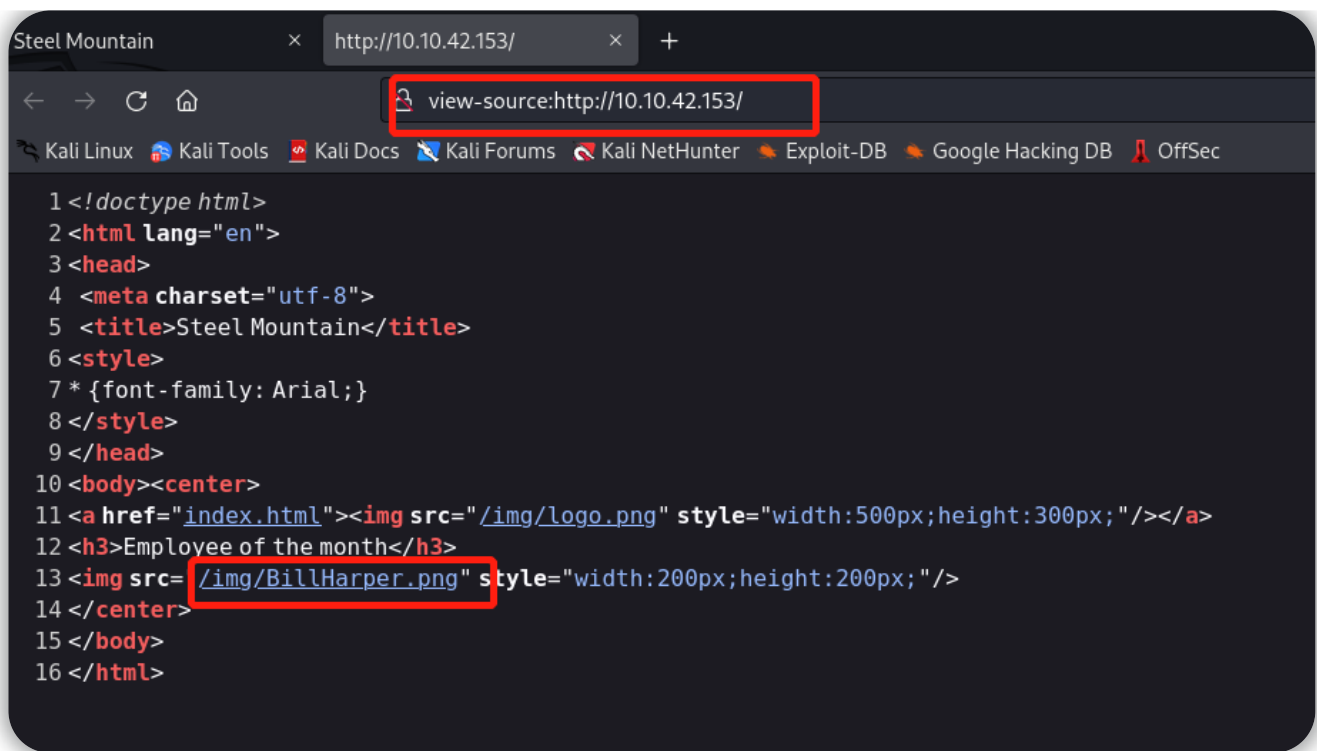 Steel Mountain × http://10.10.42.153/ × +
view-source:http://10.10.42.153/
Kali Linux Kali Tools Kali Docs Kali Forums Kali NetHunter Exploit-DB Google Hacking DB OffSec
1 <!doctype html>
2 <html lang="en">
3 <head>
4 <meta charset="utf-8">
5 <title>Steel Mountain</title>
6 <style>
7 * {font-family: Arial;}
8 </style>
9 </head>
10 <body><center>
11 <a href="index.html"><img src="/img/logo.png" style="width:500px;height:300px;"/></a>
12 <h3>Employee of the month</h3>
13 <img src="/img/BillHarper.png" style="width:200px;height:200px;"/>
14 </center>
15 </body>
16 </html>